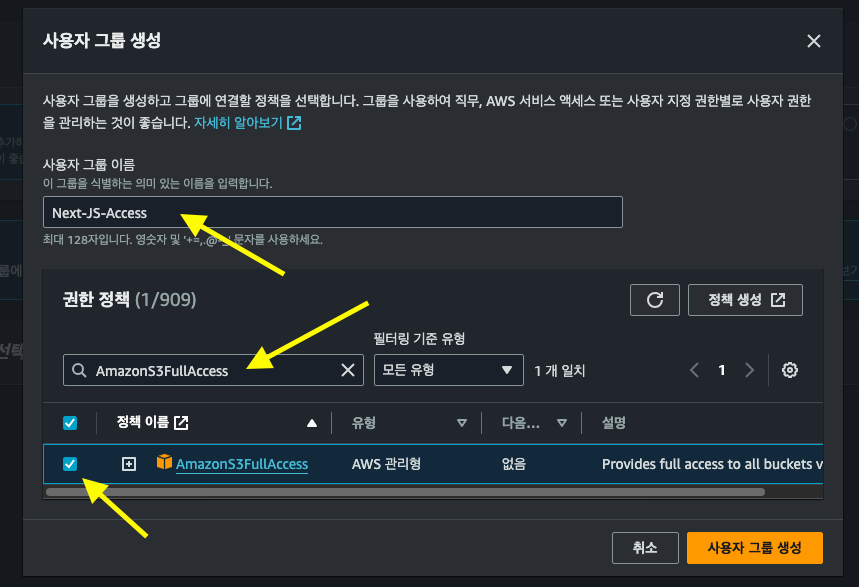 사용자 그룹 생성
사용자 그룹을 생성하고 그룹에 연결할 정책을 선택합니다. 그룹을 사용하여 직무, AWS 서비스 액세스 또는 사용자 지정 권한별로 사용자 권한
을 관리하는 것이 좋습니다. 자세히 알아보기
사용자 그룹 이름
이 그룹을 식별하는 의미 있는 이름을 입력합니다.
Next-JS-Access
최대 128자입니다. 영숫자 및 '+=,.@-_' 문자를 사용하세요.
권한 정책 (1/909)
정책 생성
필터링 기준 유형
AmazonS3FullAccess
모든 유형
1 개 일치
1
정책 이름
유형
다음...
설명
AmazonS3FullAccess
AWS 관리형
없음
Provides full access to all buckets v
취소
사용자 그룹 생성